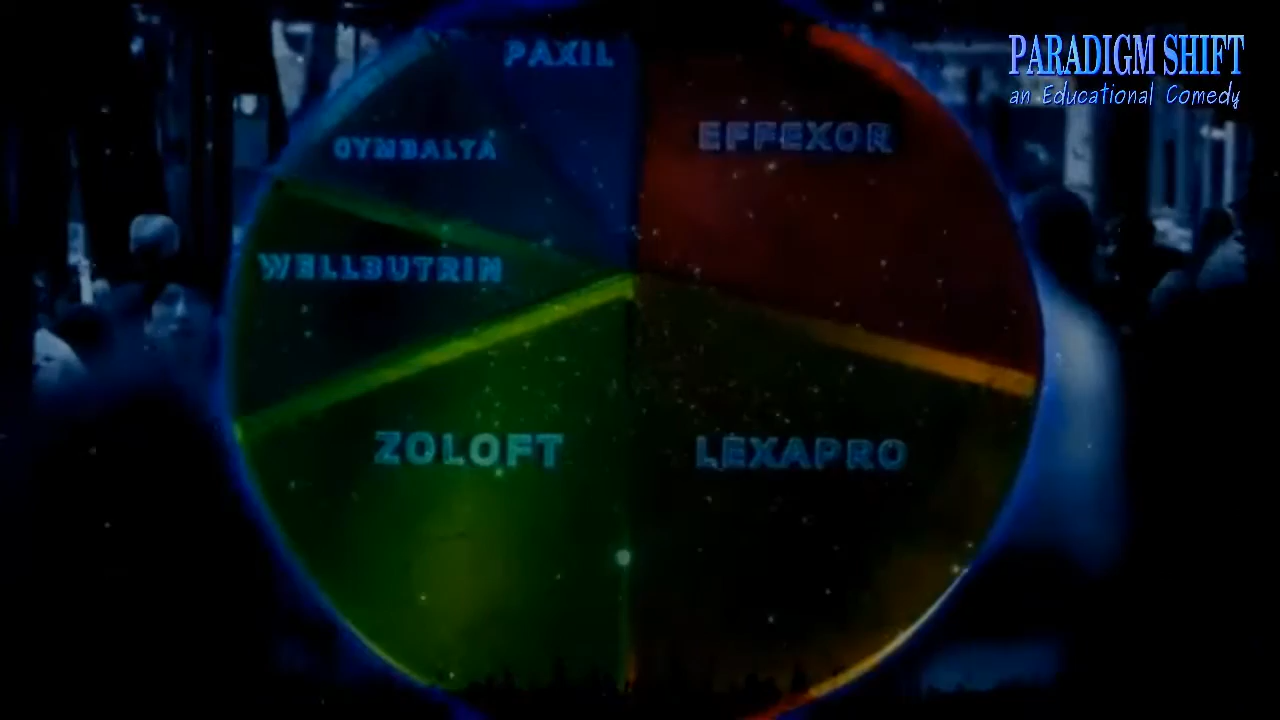 PARADIGM SHIFT
an Educational Comedy
PAXIL
EFFEXOR
CYMBALTA
WELLBUTRIN
ZOLOFT
LEXAPRO